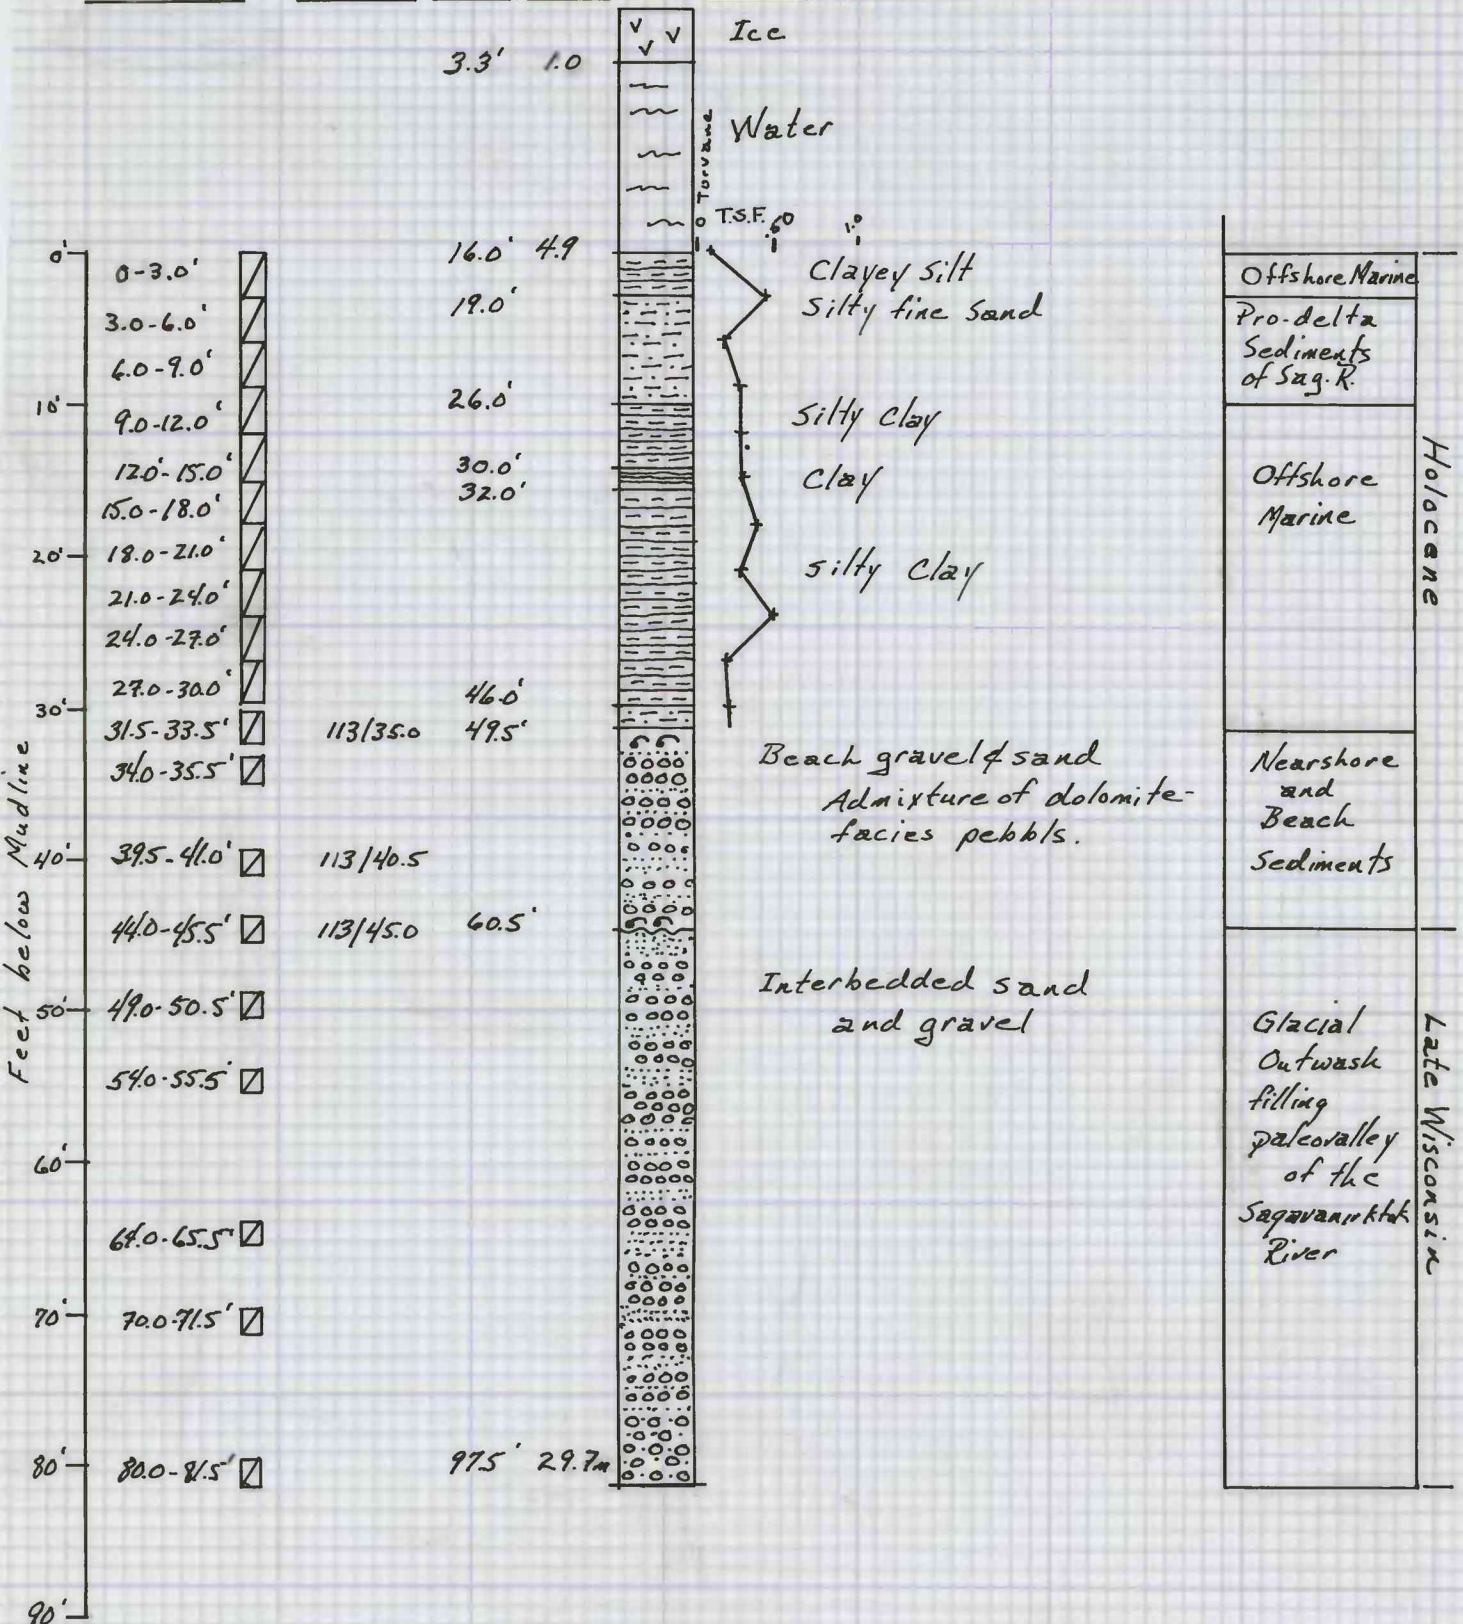 Ice
3.3' 1.0
Water
Torvane
0 T.S.F. .50 1.0
16.0' 4.9
0'
0-3.0'
Clayey Silt
Offshore Marine
19.0'
Silty fine Sand
3.0-6.0'
Pro-delta
Sediments
of Sag. R.
6.0-9.0'
10'
26.0'
9.0-12.0'
Silty Clay
12.0-15.0'
30.0'
Clay
32.0'
Offshore
Marine
Holocene
15.0-18.0'
20'
18.0-21.0'
Silty Clay
21.0-24.0'
24.0-27.0'
27.0-30.0'
46.0'
30'
31.5-33.5' 113/35.0 49.5'
34.0-35.5'
Beach gravel & sand
Admixture of dolomite-
facies pebbls.
Nearshore
and
Beach
Sediments
Feet below Mudline
40'
39.5-41.0' 113/40.5
44.0-45.5' 113/45.0 60.5'
Interbedded sand
and gravel
50'
49.0-50.5'
54.0-55.5'
Glacial
Outwash
filling
paleovalley
of the
Sagavanirktok
River
Late Wisconsin
60'
64.0-65.5'
70'
70.0-71.5'
80'
80.0-81.5'
97.5' 29.7m
90'